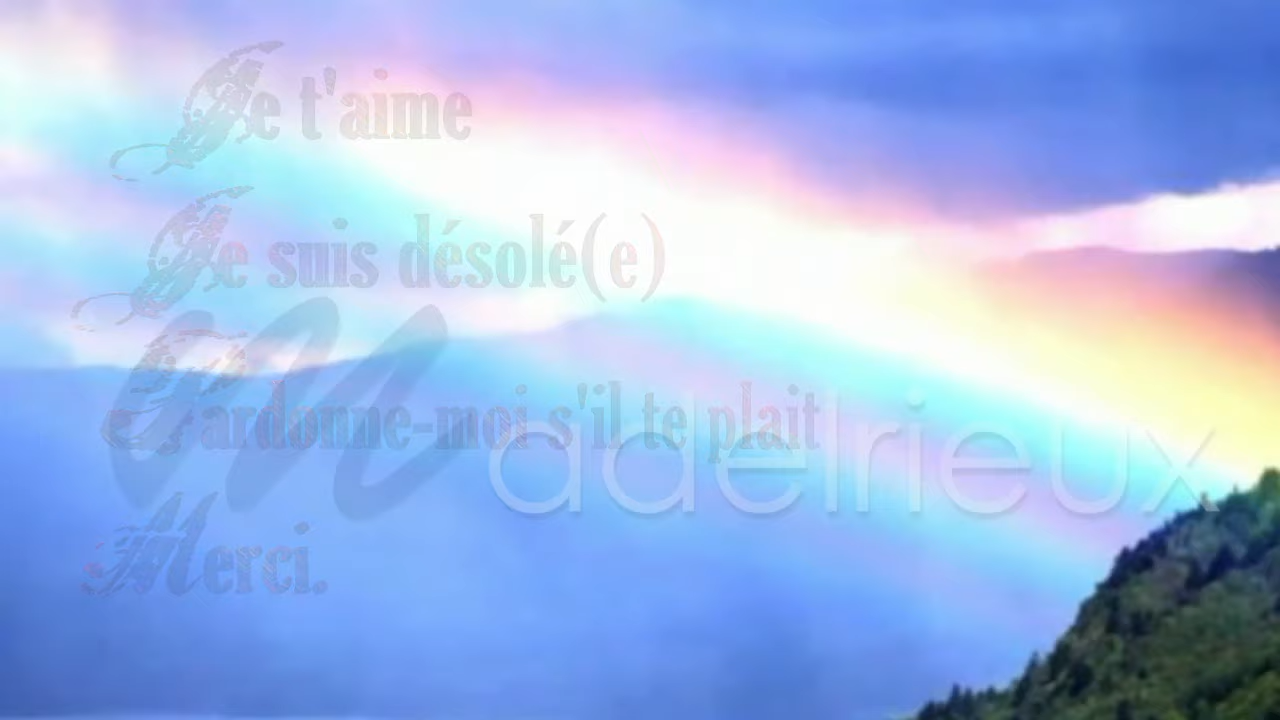 Je t'aime
Je suis désolé(e)
Pardonne-moi s'il te plait
Madelrieux
Merci.